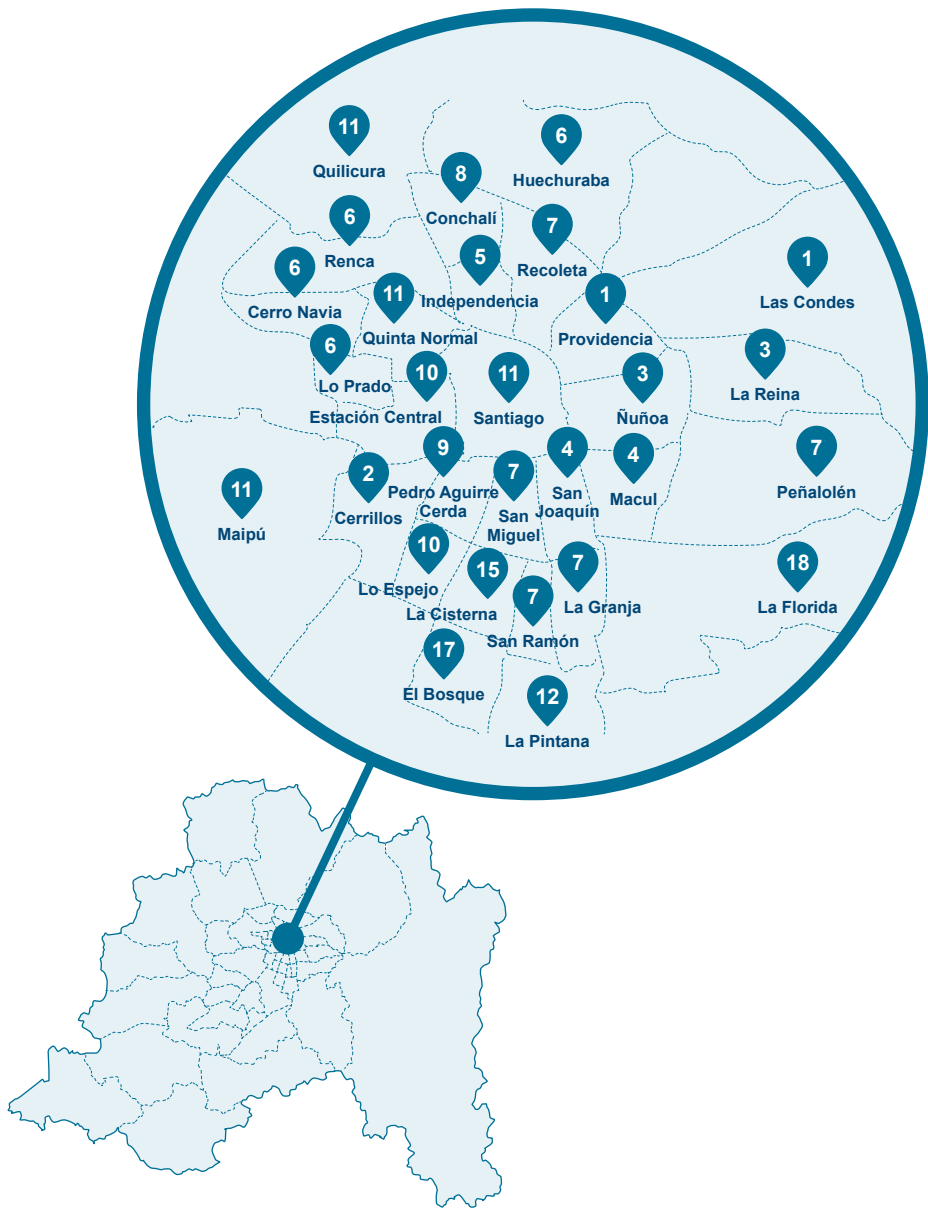 11
Quilicura
6
Huechuraba
8
Conchalí
6
Renca
7
Recoleta
5
Independencia
1
Las Condes
6
Cerro Navia
11
Quinta Normal
1
Providencia
6
Lo Prado
10
Estación Central
11
Santiago
3
Ñuñoa
3
La Reina
9
Pedro Aguirre
Cerda
2
Cerrillos
7
San
Miguel
4
San
Joaquín
4
Macul
7
Peñalolén
11
Maipú
10
Lo Espejo
15
La Cisterna
7
San Ramón
7
La Granja
18
La Florida
17
El Bosque
12
La Pintana